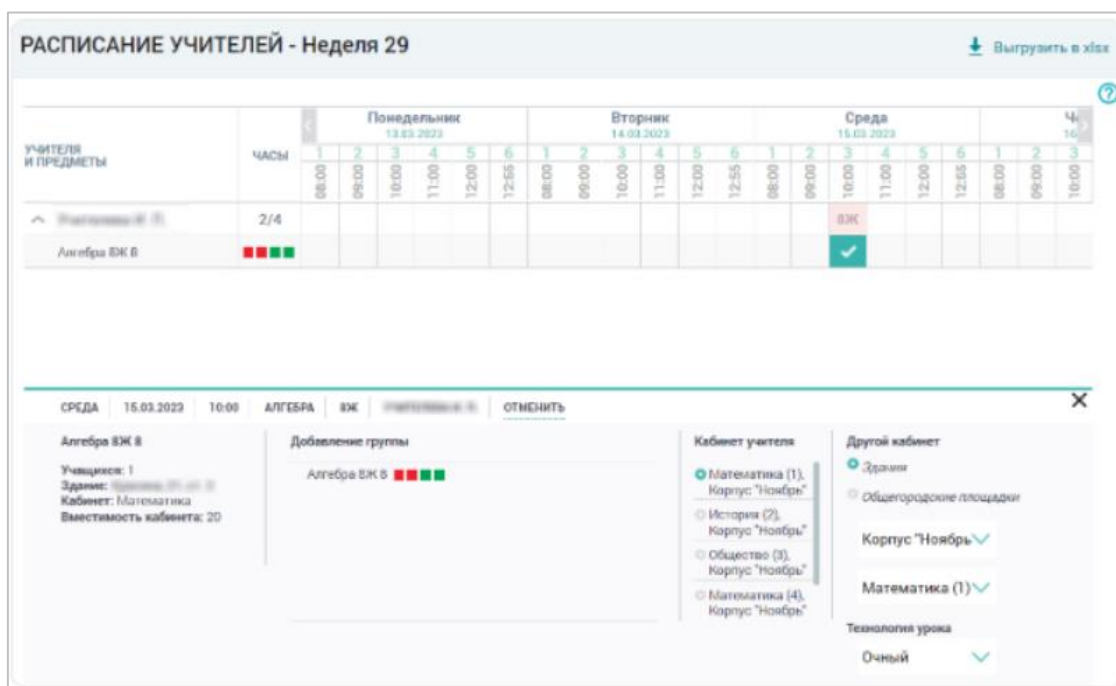 РАСПИСАНИЕ УЧИТЕЛЕЙ - Неделя 29
Выгрузить в xlsx
?
Понедельник Вторник Среда Ч
13.03.2023 14.03.2023 15.03.2023 16
УЧИТЕЛЯ
И ПРЕДМЕТЫ
ЧАСЫ
1 2 3 4 5 6 1 2 3 4 5 6 1 2 3 4 5 6 1 2 3
08:00 09:00 10:00 11:00 12:00 12:55 08:00 09:00 10:00 11:00 12:00 12:55 08:00 09:00 10:00 11:00 12:00 12:55 08:00 09:00 10:00
2/4 8Ж
Алгебра 8Ж 8
СРЕДА 15.03.2023 10:00 АЛГЕБРА 8Ж ОТМЕНИТЬ
Алгебра 8Ж 8
Учащихся: 1
Здание:
Кабинет: Математика
Вместимость кабинета: 20
Добавление группы
Алгебра 8Ж 8
Кабинет учителя
Математика (1),
Корпус "Ноябрь"
История (2),
Корпус "Ноябрь"
Общество (3),
Корпус "Ноябрь"
Математика (4),
Корпус "Ноябрь"
Другой кабинет
Здания
Общегородские площадки
Корпус "Ноябрь
Математика (1)
Технология урока
Очный